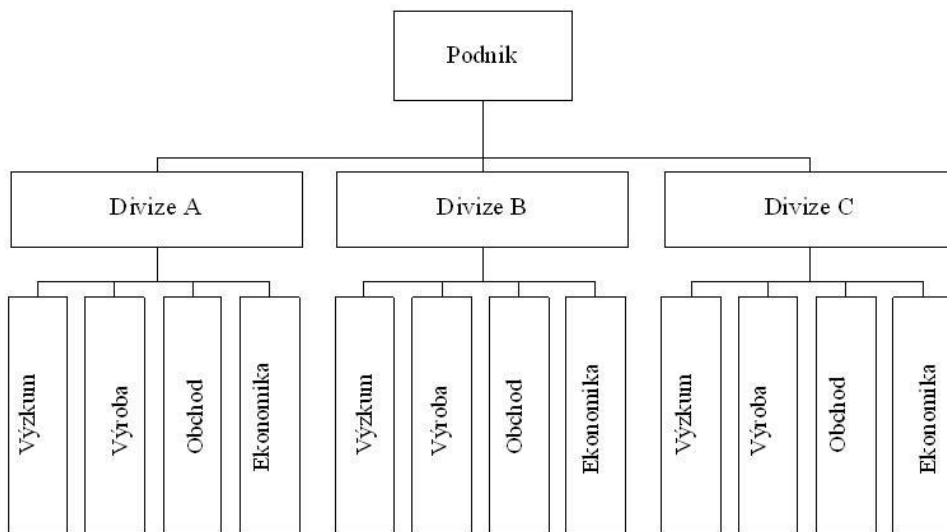 Podnik
Divize A
Divize B
Divize C
Výzkum
Výroba
Obchod
Ekonomika
Výzkum
Výroba
Obchod
Ekonomika
Výzkum
Výroba
Obchod
Ekonomika